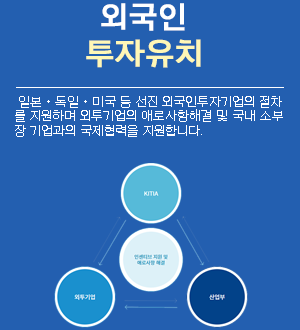 외국인
투자유치
일본・독일・미국 등 선진 외국인투자기업의 절차
를 지원하며 외투기업의 애로사항해결 및 국내 소부
장 기업과의 국제협력을 지원합니다.
KITIA
인센티브 지원 및
애로사항 해결
외투기업
산업부